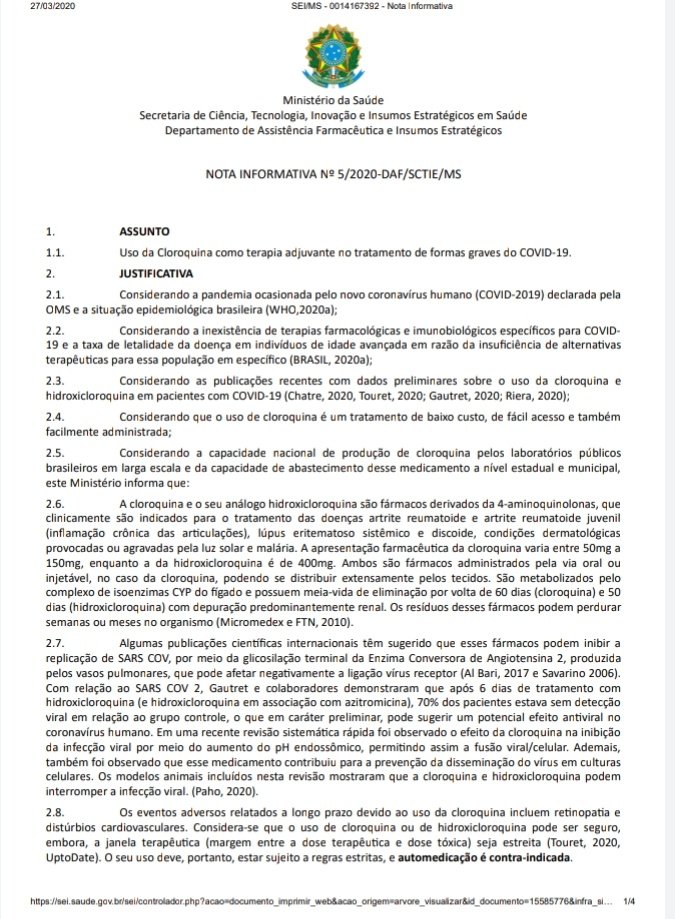 27/03/2020 SEI/MS - 0014167392 - Nota Informativa
Ministério da Saúde
Secretaria de Ciência, Tecnologia, Inovação e Insumos Estratégicos em Saúde
Departamento de Assistência Farmacêutica e Insumos Estratégicos
NOTA INFORMATIVA Nº 5/2020-DAF/SCTIE/MS
1. ASSUNTO
1.1. Uso da Cloroquina como terapia adjuvante no tratamento de formas graves do COVID-19.
2. JUSTIFICATIVA
2.1. Considerando a pandemia ocasionada pelo novo coronavírus humano (COVID-2019) declarada pela
OMS e a situação epidemiológica brasileira (WHO,2020a);
2.2. Considerando a inexistência de terapias farmacológicas e imunobiológicos específicos para COVID-
19 e a taxa de letalidade da doença em indivíduos de idade avançada em razão da insuficiência de alternativas
terapêuticas para essa população em específico (BRASIL, 2020a);
2.3. Considerando as publicações recentes com dados preliminares sobre o uso da cloroquina e
hidroxicloroquina em pacientes com COVID-19 (Chatre, 2020, Touret, 2020; Gautret, 2020; Riera, 2020);
2.4. Considerando que o uso de cloroquina é um tratamento de baixo custo, de fácil acesso e também
facilmente administrada;
2.5. Considerando a capacidade nacional de produção de cloroquina pelos laboratórios públicos
brasileiros em larga escala e da capacidade de abastecimento desse medicamento a nível estadual e municipal,
este Ministério informa que:
2.6. A cloroquina e o seu análogo hidroxicloroquina são fármacos derivados da 4-aminoquinolonas, que
clinicamente são indicados para o tratamento das doenças artrite reumatoide e artrite reumatoide juvenil
(inflamação crônica das articulações), lúpus eritematoso sistêmico e discoide, condições dermatológicas
provocadas ou agravadas pela luz solar e malária. A apresentação farmacêutica da cloroquina varia entre 50mg a
150mg, enquanto a da hidroxicloroquina é de 400mg. Ambos são fármacos administrados pela via oral ou
injetável, no caso da cloroquina, podendo se distribuir extensamente pelos tecidos. São metabolizados pelo
complexo de isoenzimas CYP do fígado e possuem meia-vida de eliminação por volta de 60 dias (cloroquina) e 50
dias (hidroxicloroquina) com depuração predominantemente renal. Os resíduos desses fármacos podem perdurar
semanas ou meses no organismo (Micromedex e FTN, 2010).
2.7. Algumas publicações científicas internacionais têm sugerido que esses fármacos podem inibir a
replicação de SARS COV, por meio da glicosilação terminal da Enzima Conversora de Angiotensina 2, produzida
pelos vasos pulmonares, que pode afetar negativamente a ligação vírus receptor (Al Bari, 2017 e Savarino 2006).
Com relação ao SARS COV 2, Gautret e colaboradores demonstraram que após 6 dias de tratamento com
hidroxicloroquina (e hidroxicloroquina em associação com azitromicina), 70% dos pacientes estava sem detecção
viral em relação ao grupo controle, o que em caráter preliminar, pode sugerir um potencial efeito antiviral no
coronavírus humano. Em uma recente revisão sistemática rápida foi observado o efeito da cloroquina na inibição
da infecção viral por meio do aumento do pH endossômico, permitindo assim a fusão viral/celular. Ademais,
também foi observado que esse medicamento contribuiu para a prevenção da disseminação do vírus em culturas
celulares. Os modelos animais incluídos nesta revisão mostraram que a cloroquina e hidroxicloroquina podem
interromper a infecção viral. (Paho, 2020).
2.8. Os eventos adversos relatados a longo prazo devido ao uso da cloroquina incluem retinopatia e
distúrbios cardiovasculares. Considera-se que o uso de cloroquina ou de hidroxicloroquina pode ser seguro,
embora, a janela terapêutica (margem entre a dose terapêutica e dose tóxica) seja estreita (Touret, 2020,
UptoDate). O seu uso deve, portanto, estar sujeito a regras estritas, e automedicação é contra-indicada.
https://sei.saude.gov.br/sei/controlador.php?acao=documento_imprimir_web&acao_origem=arvore_visualizar&id_documento=15585776&infra_si... 1/4